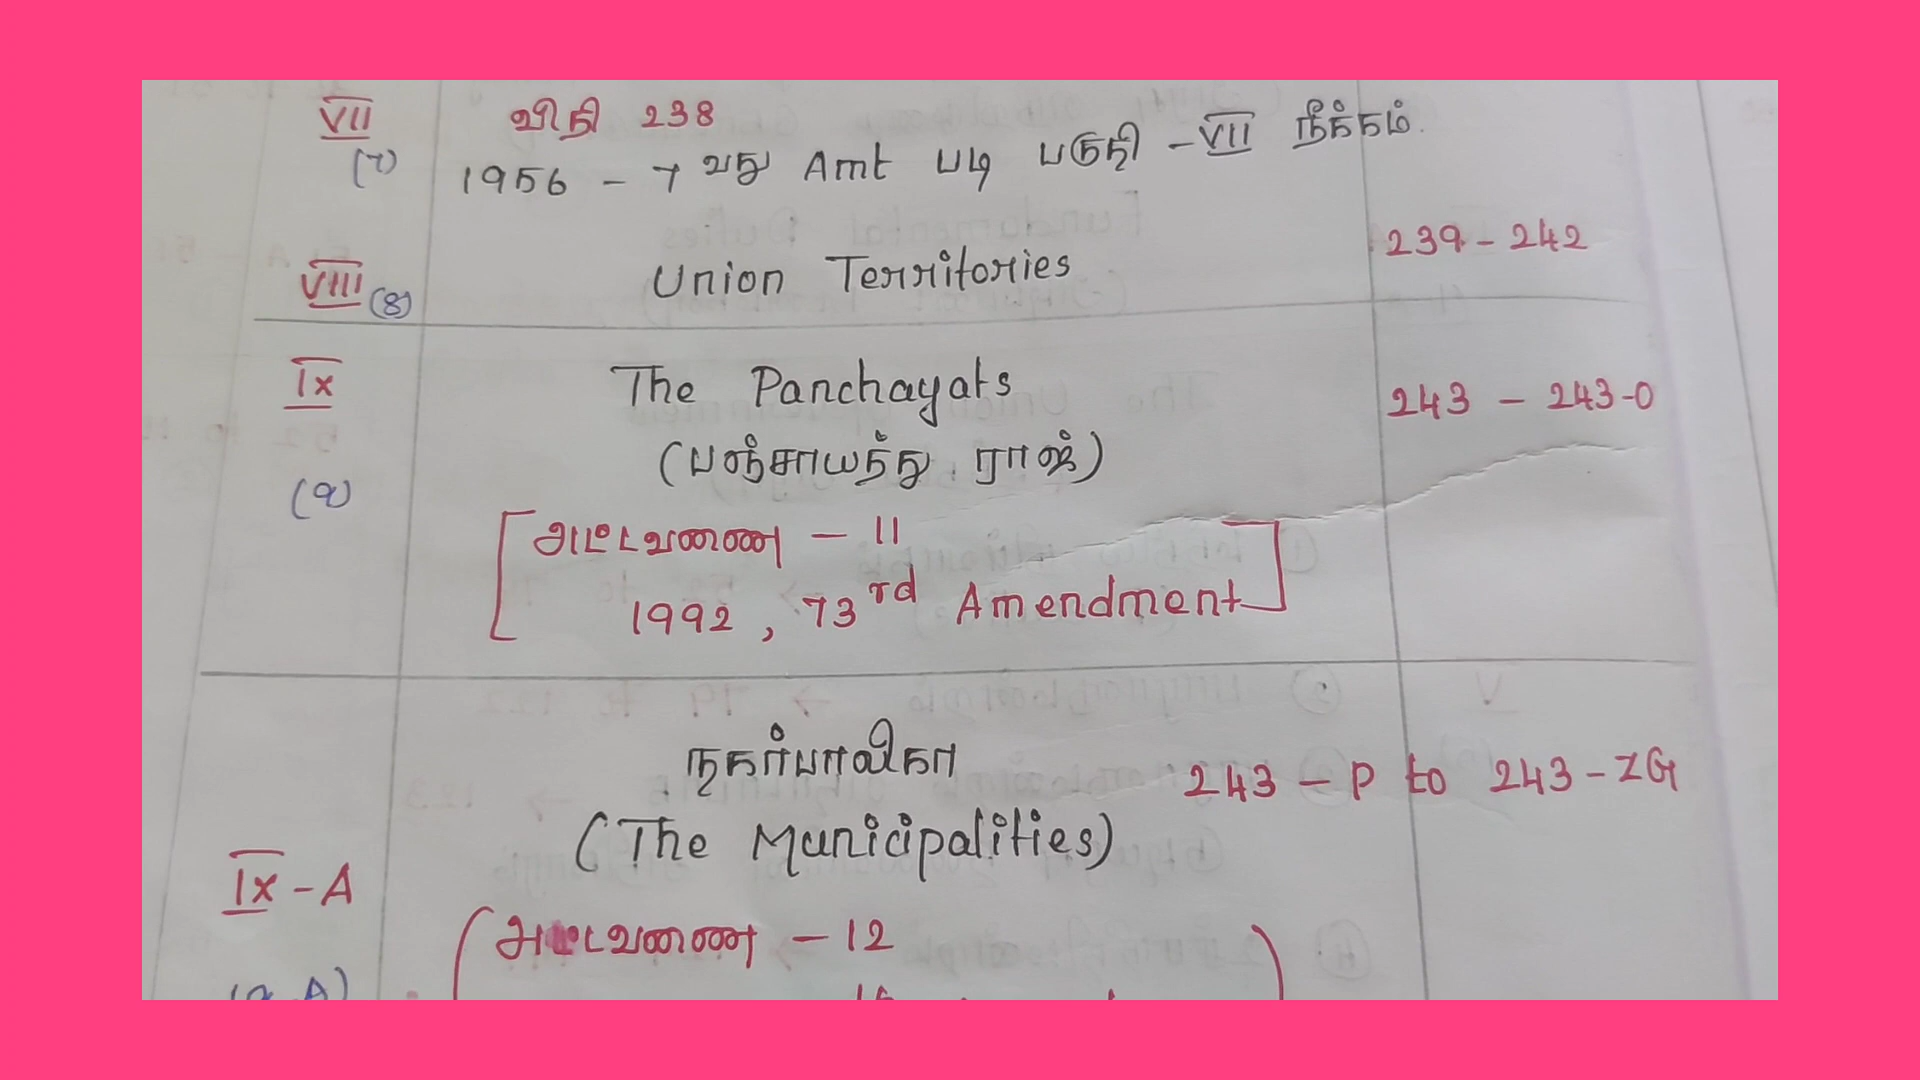 VII விதி 238
(7) 1956 - 7 வது Amt படி பகுதி - VII நீக்கம்.
VIII (8) Union Territories 239 - 242
IX The Panchayats 243 - 243-O
(பஞ்சாயத்து ராஜ்)
(9)
[அட்டவணை - 11
1992, 73rd Amendment]
நகர்பாலிகா 243 - P to 243 - ZG
(The Municipalities)
IX - A
(அட்டவணை - 12
(9 A)